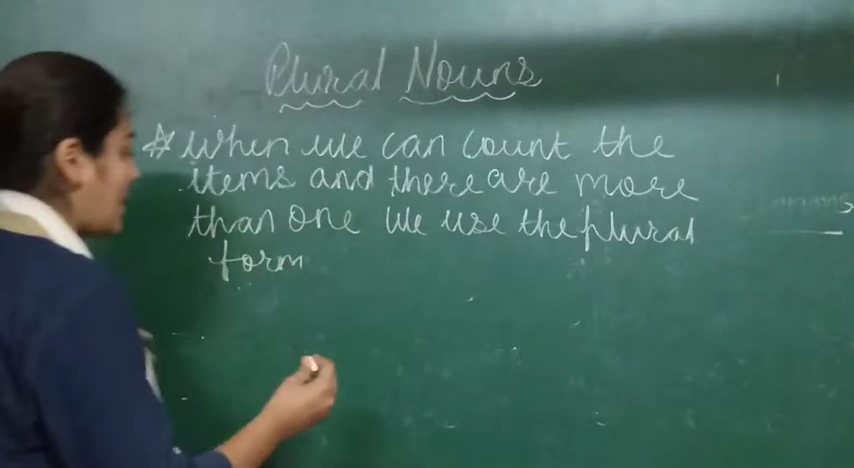 Plural Nouns
☆ When we can count the
items and there are more
than one we use the plural
form